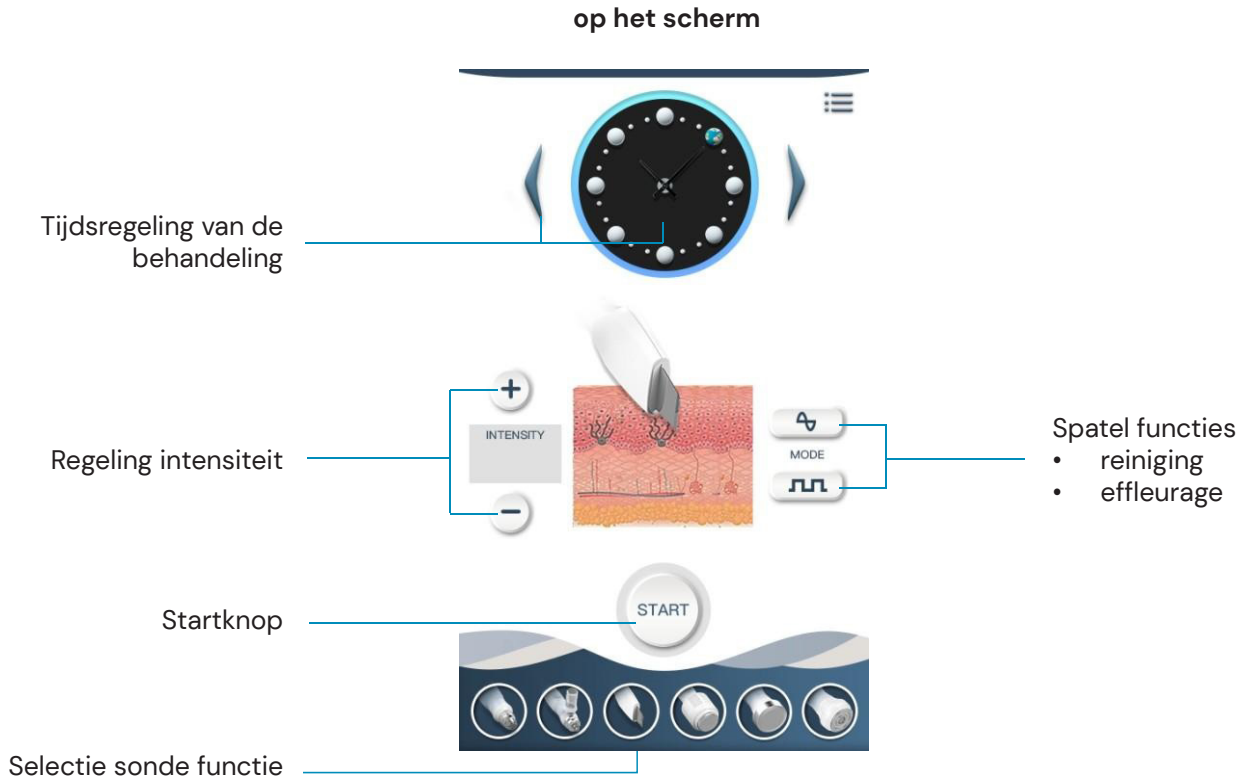 op het scherm
Tijdsregeling van de
behandeling
INTENSITY
Regeling intensiteit
MODE
Spatel functies
• reiniging
• effleurage
START
Startknop
Selectie sonde functie